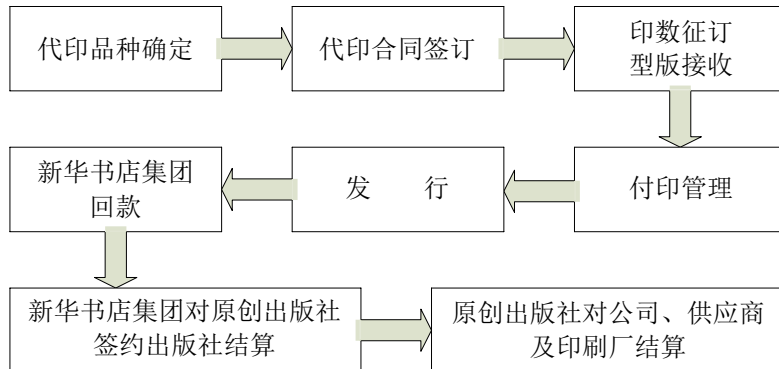 代印品种确定
代印合同签订
印数征订
型版接收
付印管理
发 行
新华书店集团
回款
新华书店集团对原创出版社
签约出版社结算
原创出版社对公司、供应商
及印刷厂结算